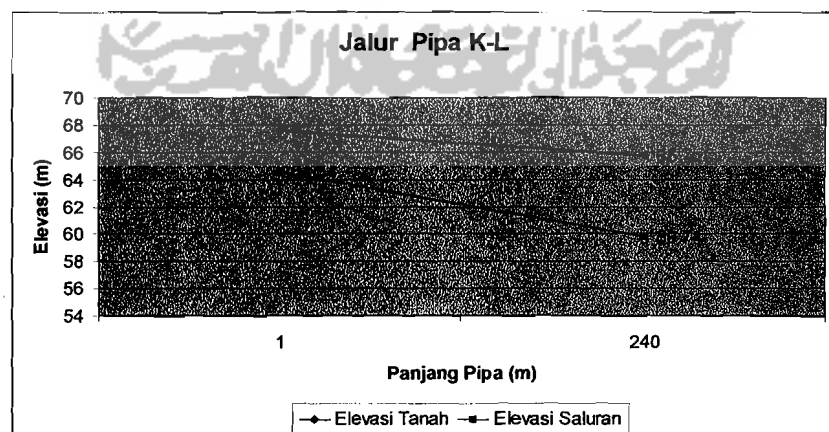 Jalur Pipa K-L
70
68
66
64
62
60
58
56
54
Elevasi (m)
1 240
Panjang Pipa (m)
Elevasi Tanah Elevasi Saluran